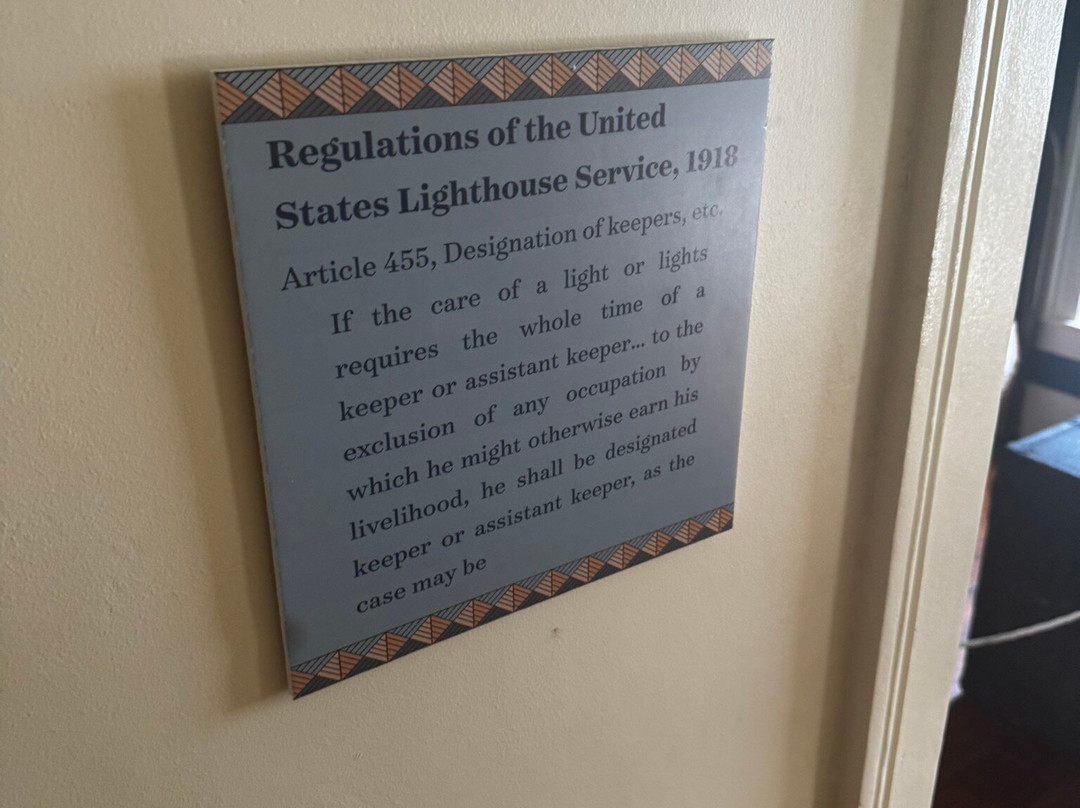 Regulations of the United
States Lighthouse Service, 1918
Article 455, Designation of keepers, etc.
If the care of a light or lights
requires the whole time of a
keeper or assistant keeper... to the
exclusion of any occupation by
which he might otherwise earn his
livelihood, he shall be designated
keeper or assistant keeper, as the
case may be